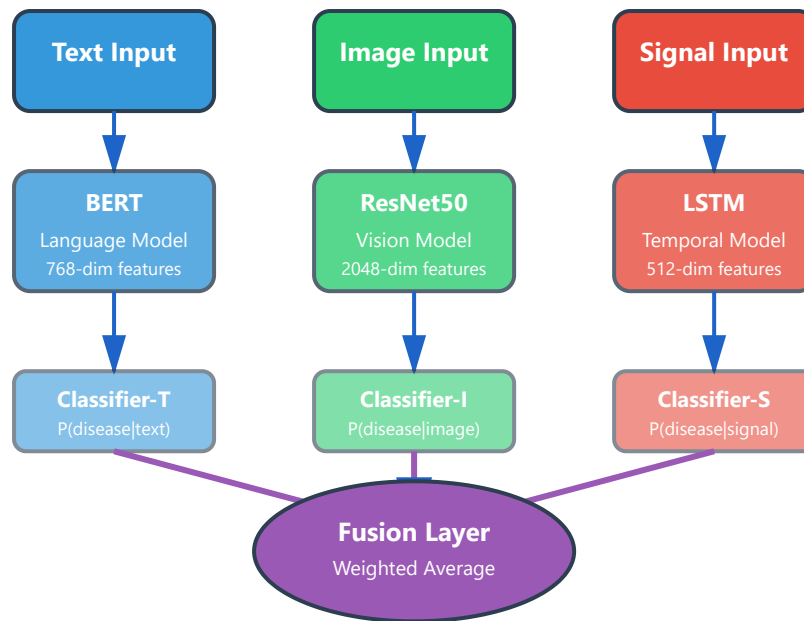 Text Input
Image Input
Signal Input
BERT
Language Model
768-dim features
ResNet50
Vision Model
2048-dim features
LSTM
Temporal Model
512-dim features
Classifier-T
P(disease|text)
Classifier-I
P(disease|image)
Classifier-S
P(disease|signal)
Fusion Layer
Weighted Average